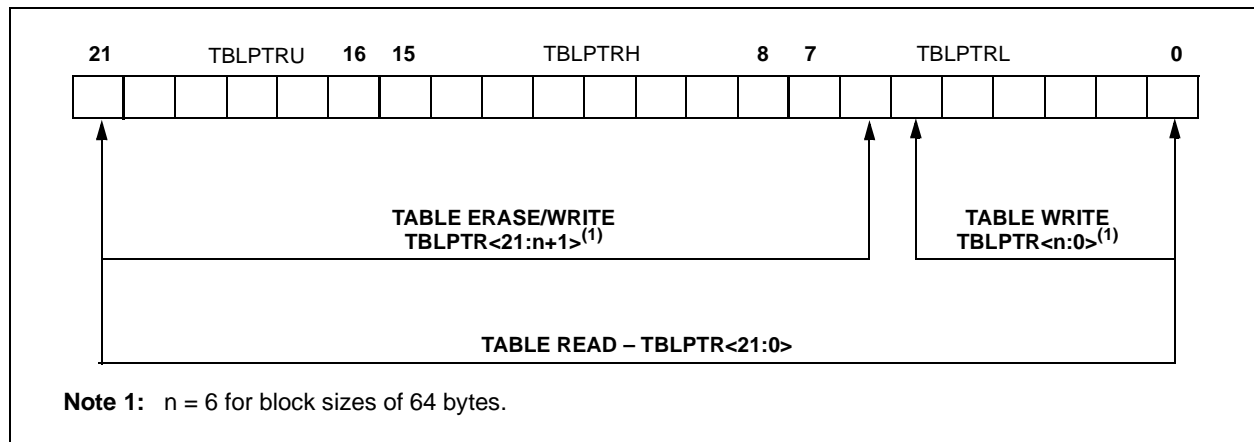 21 TBLPTRU 16 15 TBLPTRH 8 7 TBLPTRL 0
TABLE ERASE/WRITE TABLE WRITE
TBLPTR<21:n+1>(1) TBLPTR<n:0>(1)
TABLE READ – TBLPTR<21:0>
Note 1: n = 6 for block sizes of 64 bytes.